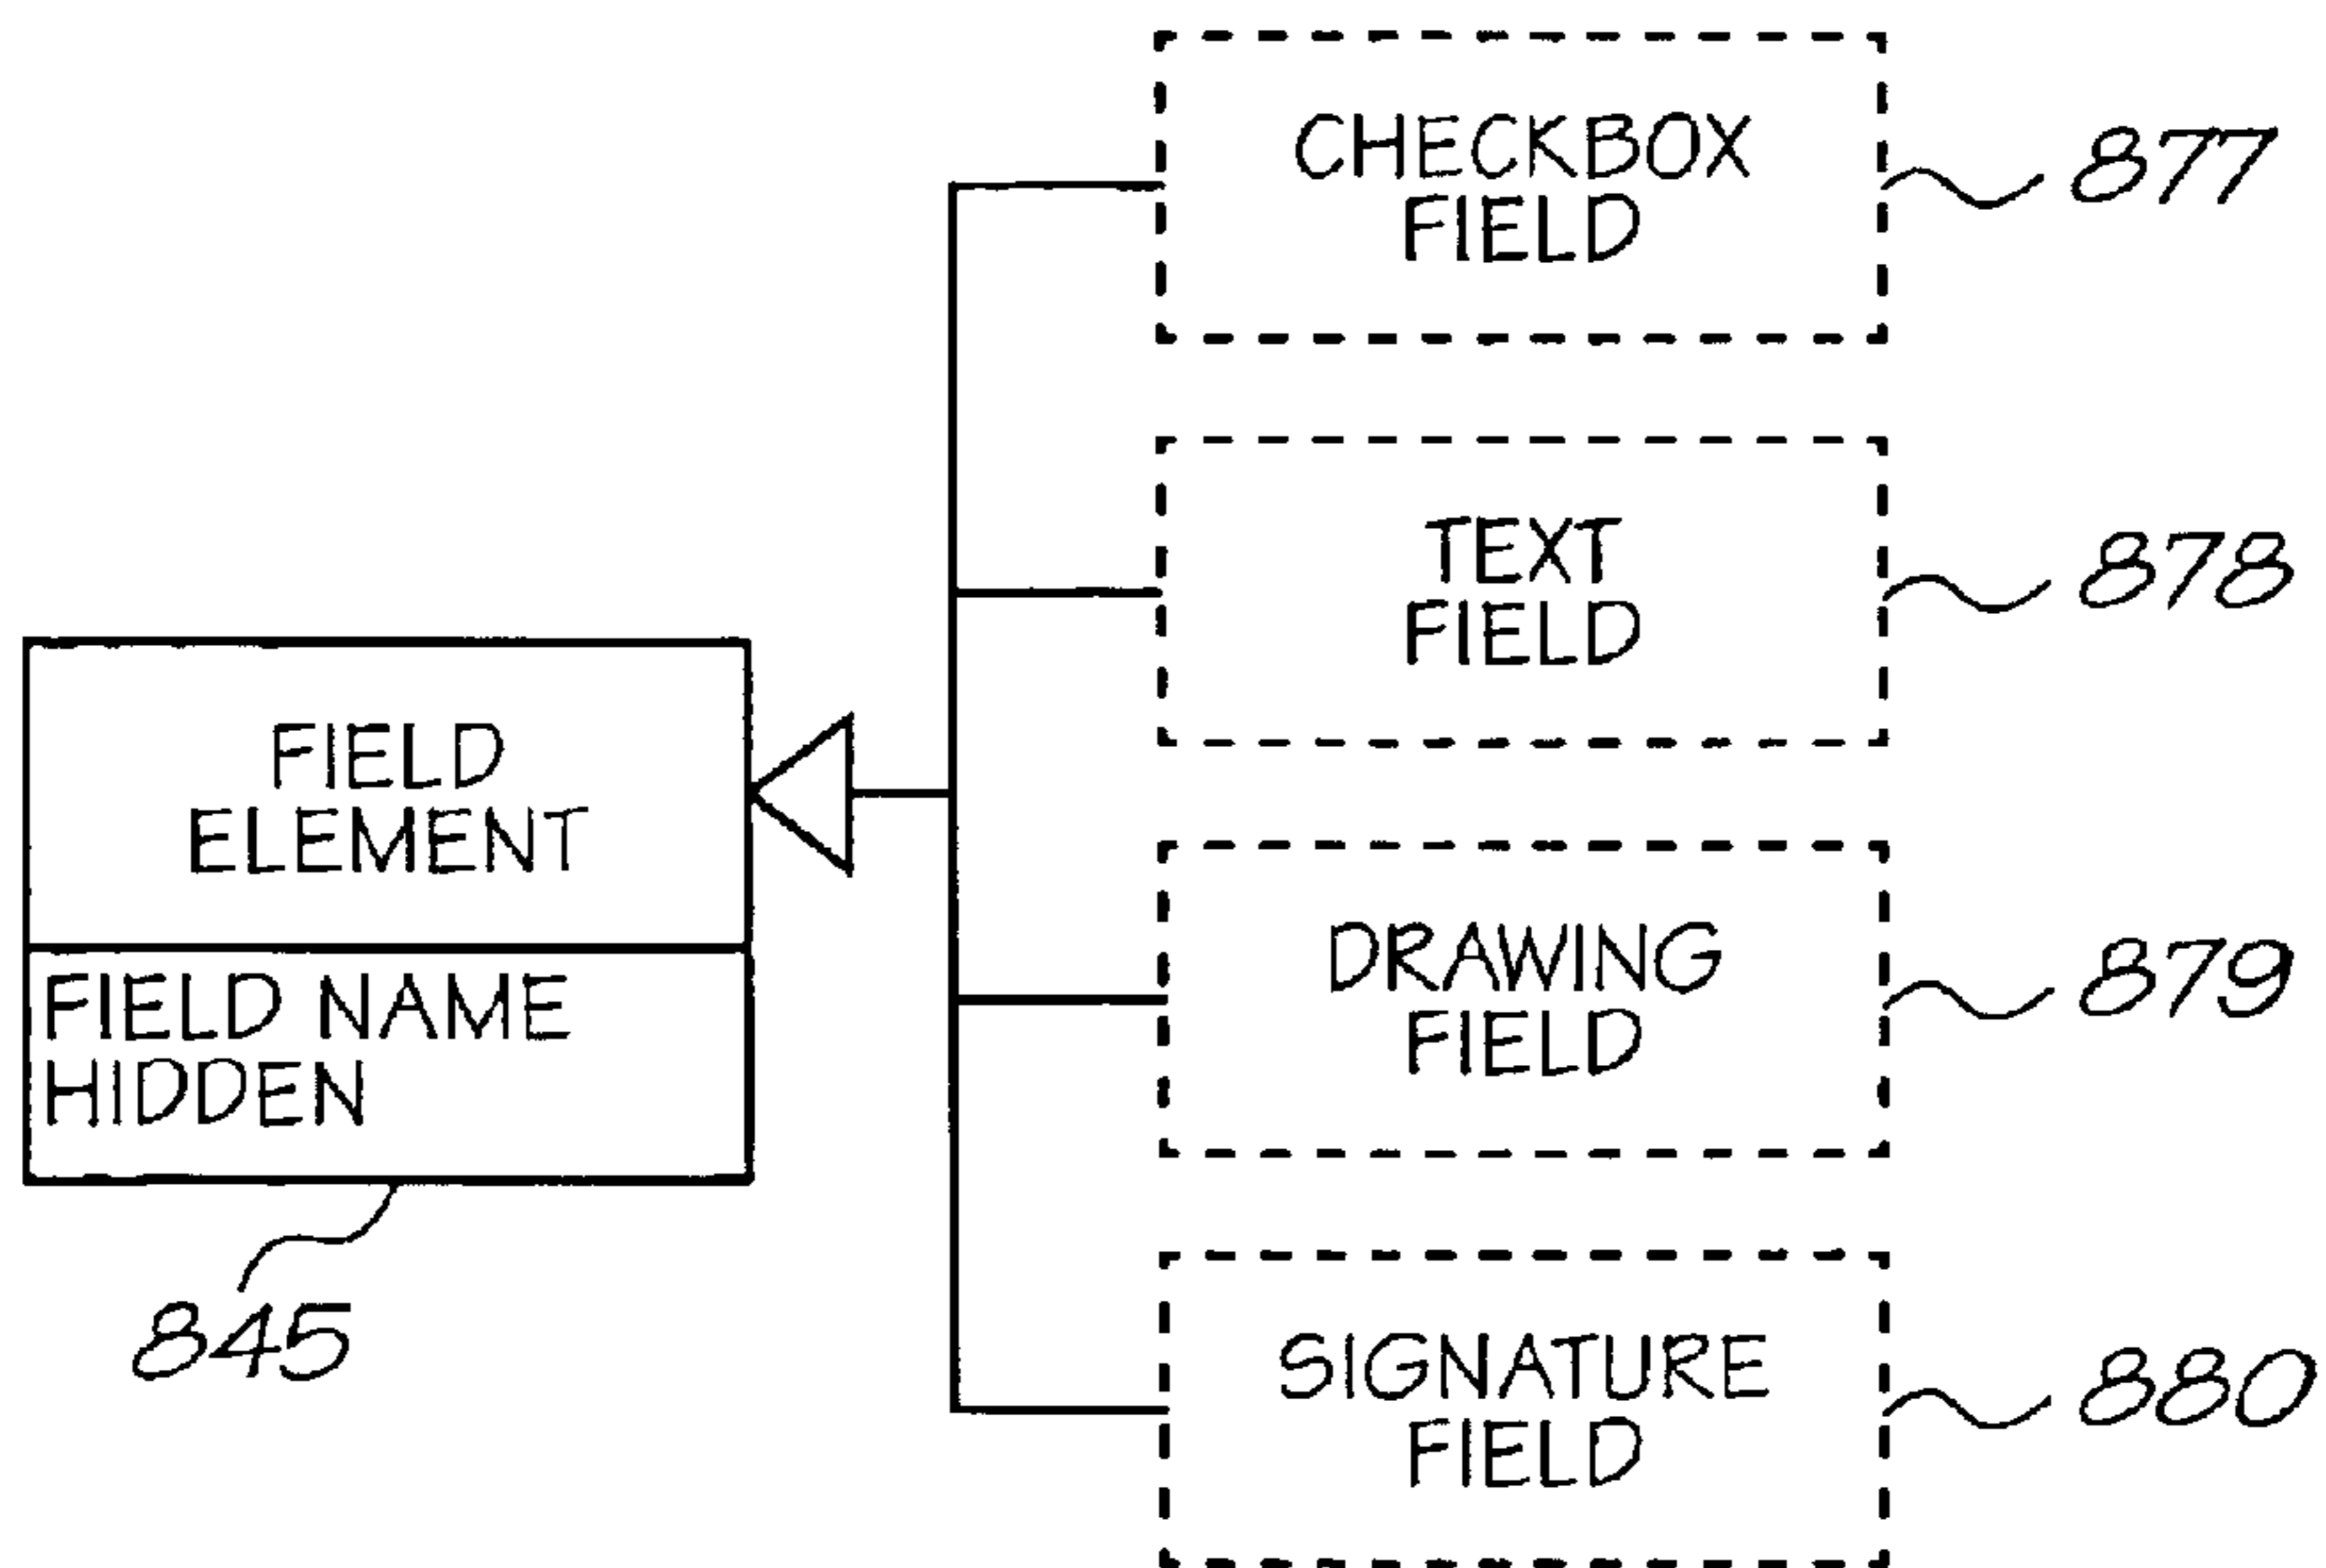 CHECKBOX
FIELD
877
TEXT
FIELD
878
FIELD
ELEMENT
FIELD NAME
HIDDEN
845
DRAWING
FIELD
879
SIGNATURE
FIELD
880